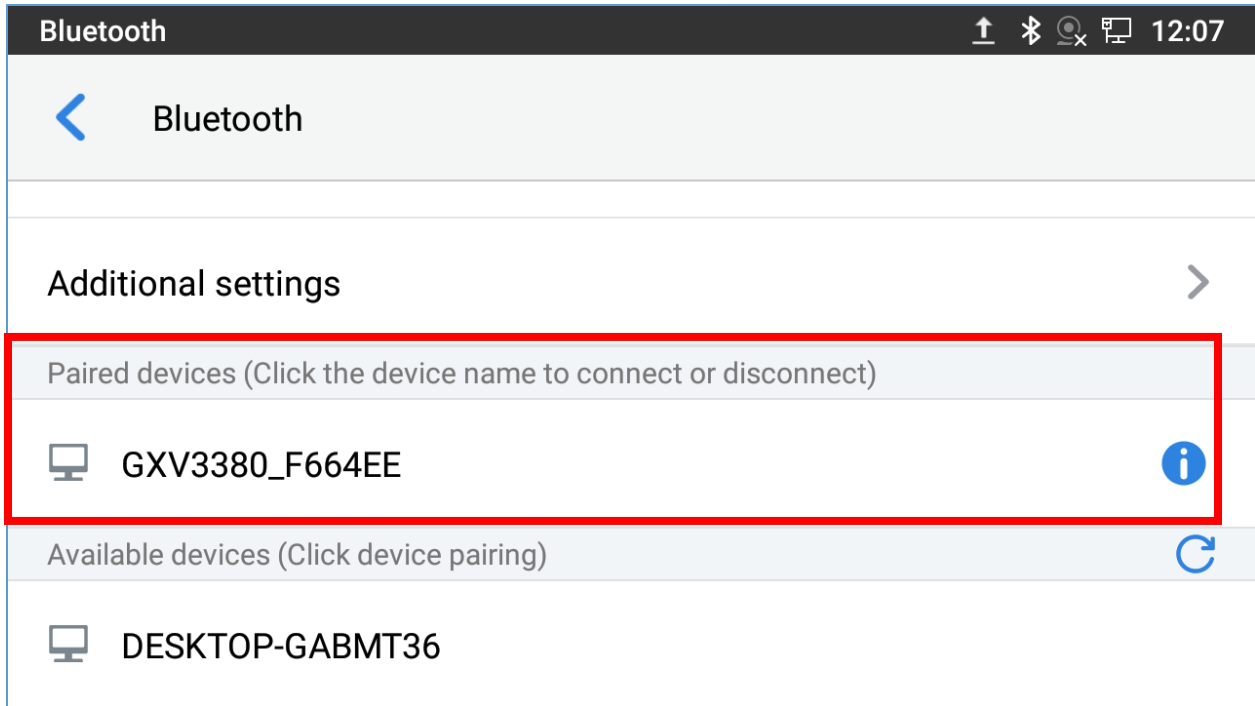 Bluetooth 12:07
Bluetooth
Additional settings
Paired devices (Click the device name to connect or disconnect)
GXV3380_F664EE
Available devices (Click device pairing)
DESKTOP-GABMT36